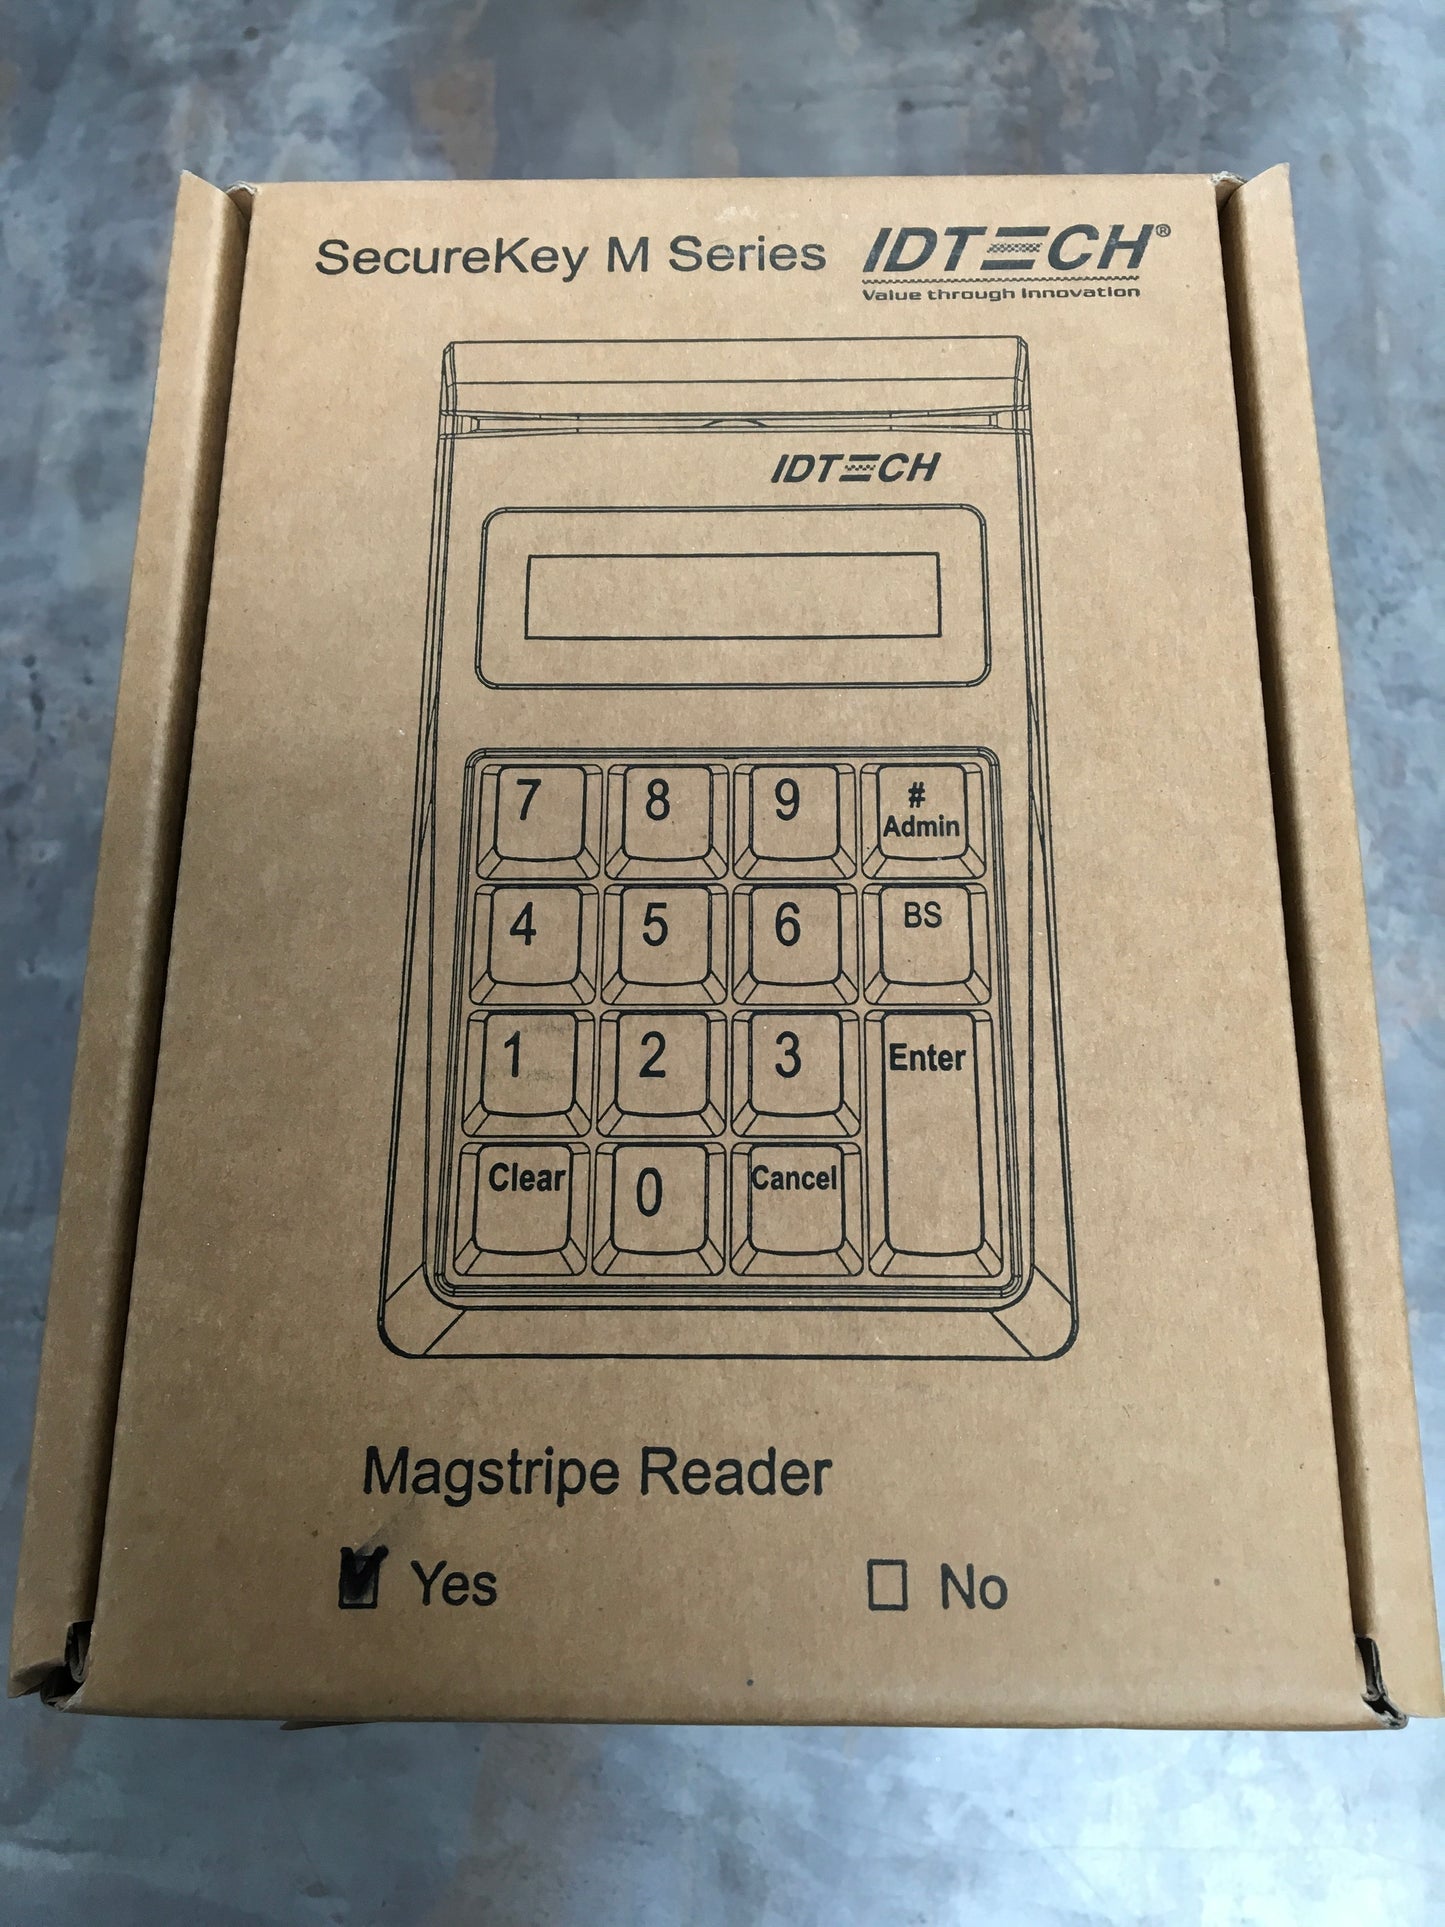 SecureKey M Series IDTECH®
Value through Innovation
IDTECH
7 8 9 # Admin
4 5 6 BS
1 2 3 Enter
Clear 0 Cancel
Magstripe Reader
Yes No